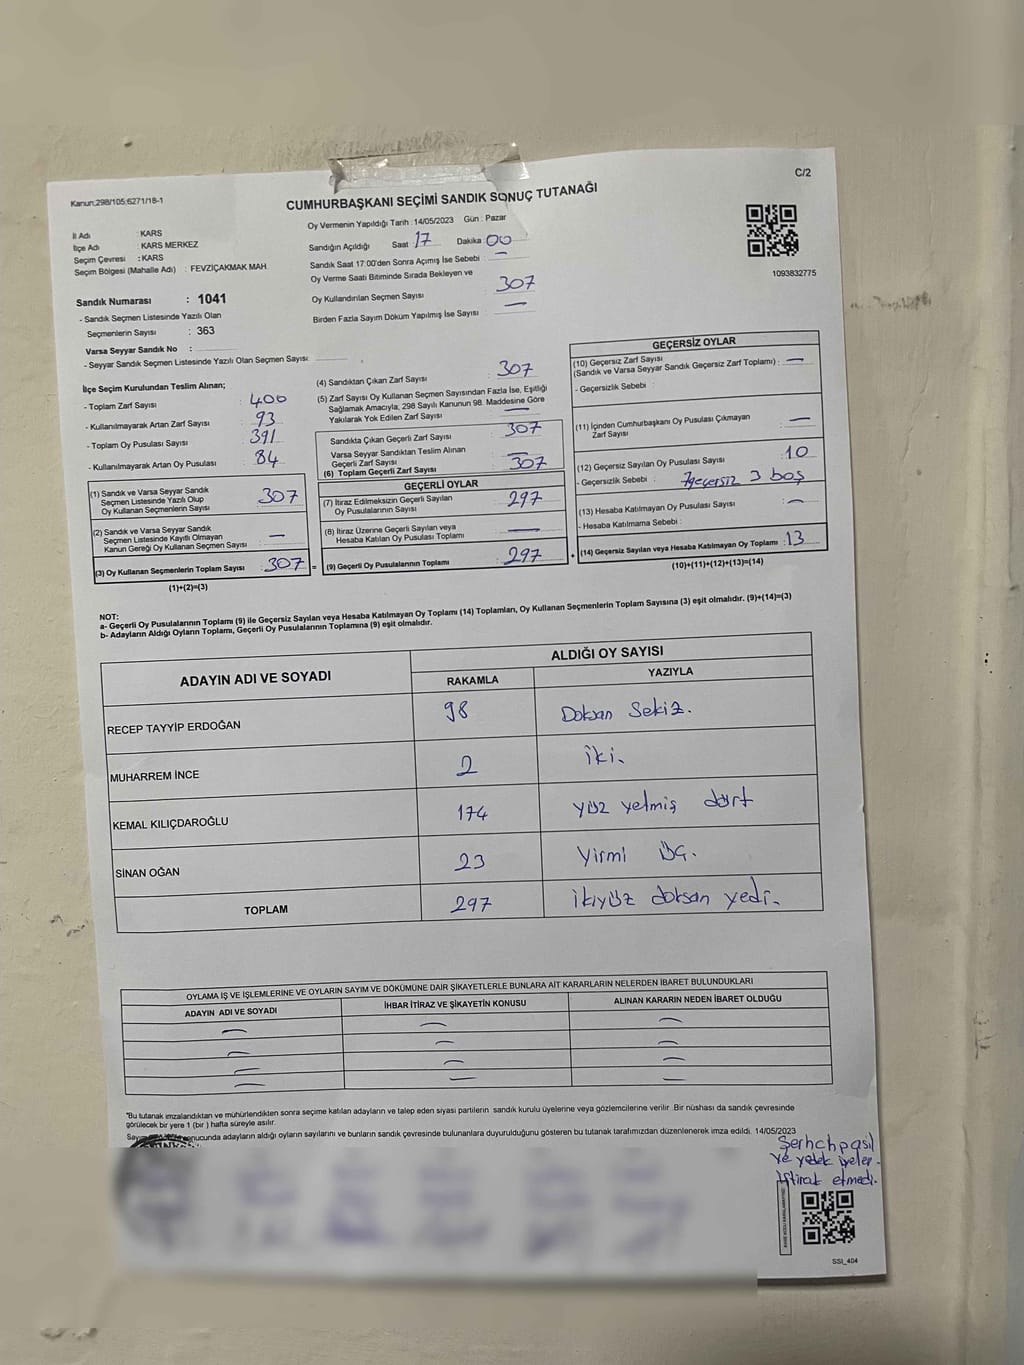 C/2
Kanun;298/105;6271/18-1
CUMHURBAŞKANI SEÇİMİ SANDIK SONUÇ TUTANAĞI
İl Adı : KARS
İlçe Adı : KARS MERKEZ
Seçim Çevresi : KARS
Seçim Bölgesi (Mahalle Adı) : FEVZİÇAKMAK MAH.
Sandık Numarası : 1041
- Sandık Seçmen Listesinde Yazılı Olan
Seçmenlerin Sayısı : 363
Varsa Seyyar Sandık No :
- Seyyar Sandık Seçmen Listesinde Yazılı Olan Seçmen Sayısı:
Oy Vermenin Yapıldığı Tarih : 14/05/2023 Gün : Pazar
Sandığın Açıldığı Saat 17 Dakika 00
Sandık Saat 17:00'den Sonra Açılmış İse Sebebi : —
Oy Verme Saati Bitiminde Sırada Bekleyen ve
Oy Kullandırılan Seçmen Sayısı 307
Birden Fazla Sayım Döküm Yapılmış İse Sayısı —
1093832775
İlçe Seçim Kurulundan Teslim Alınan;
- Toplam Zarf Sayısı : 400
- Kullanılmayarak Artan Zarf Sayısı : 93
- Toplam Oy Pusulası Sayısı : 391
- Kullanılmayarak Artan Oy Pusulası : 84
(1) Sandık ve Varsa Seyyar Sandık
Seçmen Listesinde Yazılı Olup
Oy Kullanan Seçmenlerin Sayısı : 307
(2) Sandık ve Varsa Seyyar Sandık
Seçmen Listesinde Kayıtlı Olmayan
Kanun Gereği Oy Kullanan Seçmen Sayısı : —
(3) Oy Kullanan Seçmenlerin Toplam Sayısı : 307 =
(1)+(2)=(3)
(4) Sandıktan Çıkan Zarf Sayısı : 307
(5) Zarf Sayısı Oy Kullanan Seçmen Sayısından Fazla İse, Eşitliği
Sağlamak Amacıyla; 298 Sayılı Kanunun 98. Maddesine Göre
Yakılarak Yok Edilen Zarf Sayısı : —
Sandıkta Çıkan Geçerli Zarf Sayısı : 307
Varsa Seyyar Sandıktan Teslim Alınan
Geçerli Zarf Sayısı : —
(6) Toplam Geçerli Zarf Sayısı : 307
GEÇERLİ OYLAR
(7) İtiraz Edilmeksizin Geçerli Sayılan
Oy Pusulalarının Sayısı : 297
(8) İtiraz Üzerine Geçerli Sayılan veya
Hesaba Katılan Oy Pusulası Toplamı : —
(9) Geçerli Oy Pusulalarının Toplamı : 297 +
GEÇERSİZ OYLAR
(10) Geçersiz Zarf Sayısı
(Sandık ve Varsa Seyyar Sandık Geçersiz Zarf Toplamı) : —
- Geçersizlik Sebebi :
(11) İçinden Cumhurbaşkanı Oy Pusulası Çıkmayan
Zarf Sayısı : —
(12) Geçersiz Sayılan Oy Pusulası Sayısı : 10
- Geçersizlik Sebebi : 7geçersiz 3 boş
(13) Hesaba Katılmayan Oy Pusulası Sayısı : —
- Hesaba Katılmama Sebebi :
(14) Geçersiz Sayılan veya Hesaba Katılmayan Oy Toplamı : 13
(10)+(11)+(12)+(13)=(14)
NOT:
a- Geçerli Oy Pusulalarının Toplamı (9) ile Geçersiz Sayılan veya Hesaba Katılmayan Oy Toplamı (14) Toplamları, Oy Kullanan Seçmenlerin Toplam Sayısına (3) eşit olmalıdır. (9)+(14)=(3)
b- Adayların Aldığı Oyların Toplamı, Geçerli Oy Pusulalarının Toplamına (9) eşit olmalıdır.
ADAYIN ADI VE SOYADI ALDIĞI OY SAYISI
RAKAMLA YAZIYLA
RECEP TAYYİP ERDOĞAN 98 Doksan Sekiz.
MUHARREM İNCE 2 iki.
KEMAL KILIÇDAROĞLU 174 yüz yetmiş dört
SİNAN OĞAN 23 Yirmi Üç.
TOPLAM 297 ikiyüz doksan yedi.
OYLAMA İŞ VE İŞLEMLERİNE VE OYLARIN SAYIM VE DÖKÜMÜNE DAİR ŞİKAYETLERLE BUNLARA AİT KARARLARIN NELERDEN İBARET BULUNDUKLARI
ADAYIN ADI VE SOYADI İHBAR İTİRAZ VE ŞİKAYETİN KONUSU ALINAN KARARIN NEDEN İBARET OLDUĞU
— — —
— — —
— — —
— — —
"Bu tutanak imzalandıktan ve mühürlendikten sonra seçime katılan adayların ve talep eden siyasi partilerin sandık kurulu üyelerine veya gözlemcilerine verilir. Bir nüshası da sandık çevresinde
görülecek bir yere 1 (bir) hafta süreyle asılır.
sonucunda adayların aldığı oyların sayılarını ve bunların sandık çevresinde bulunanlara duyurulduğunu gösteren bu tutanak tarafımızdan düzenlenerek imza edildi. 14/05/2023
ve yedek üyeler
iştirak etmedi.
SSI_404